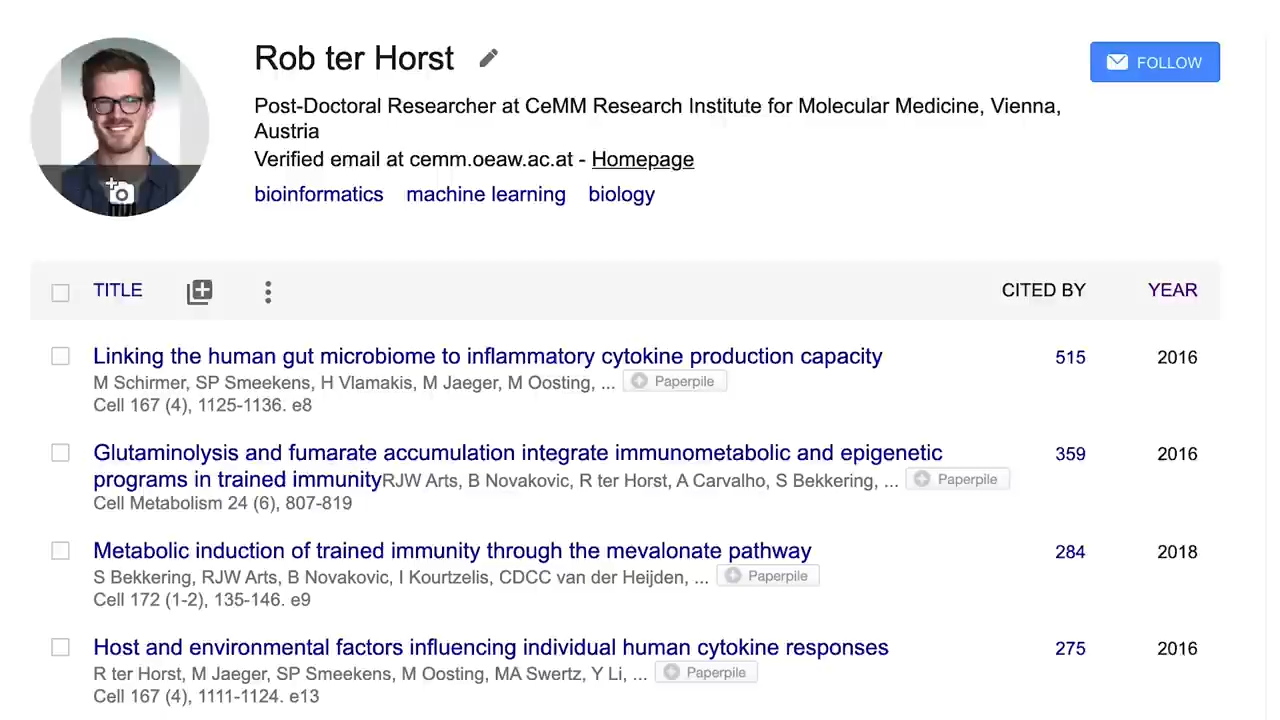 Rob ter Horst
FOLLOW
Post-Doctoral Researcher at CeMM Research Institute for Molecular Medicine, Vienna,
Austria
Verified email at cemm.oeaw.ac.at - Homepage
bioinformatics machine learning biology
TITLE CITED BY YEAR
Linking the human gut microbiome to inflammatory cytokine production capacity 515 2016
M Schirmer, SP Smeekens, H Vlamakis, M Jaeger, M Oosting, ... Paperpile
Cell 167 (4), 1125-1136. e8
Glutaminolysis and fumarate accumulation integrate immunometabolic and epigenetic 359 2016
programs in trained immunityRJW Arts, B Novakovic, R ter Horst, A Carvalho, S Bekkering, ... Paperpile
Cell Metabolism 24 (6), 807-819
Metabolic induction of trained immunity through the mevalonate pathway 284 2018
S Bekkering, RJW Arts, B Novakovic, I Kourtzelis, CDCC van der Heijden, ... Paperpile
Cell 172 (1-2), 135-146. e9
Host and environmental factors influencing individual human cytokine responses 275 2016
R ter Horst, M Jaeger, SP Smeekens, M Oosting, MA Swertz, Y Li, ... Paperpile
Cell 167 (4), 1111-1124. e13